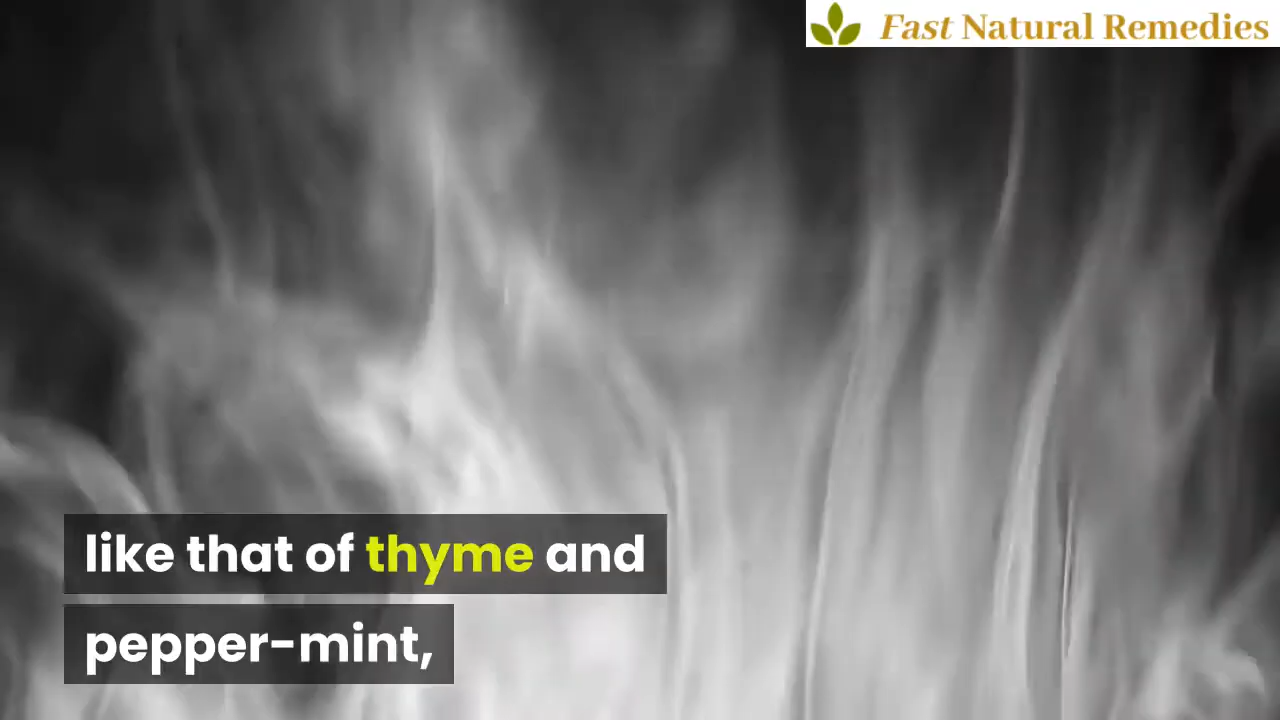 Fast Natural Remedies
like that of thyme and
pepper-mint,